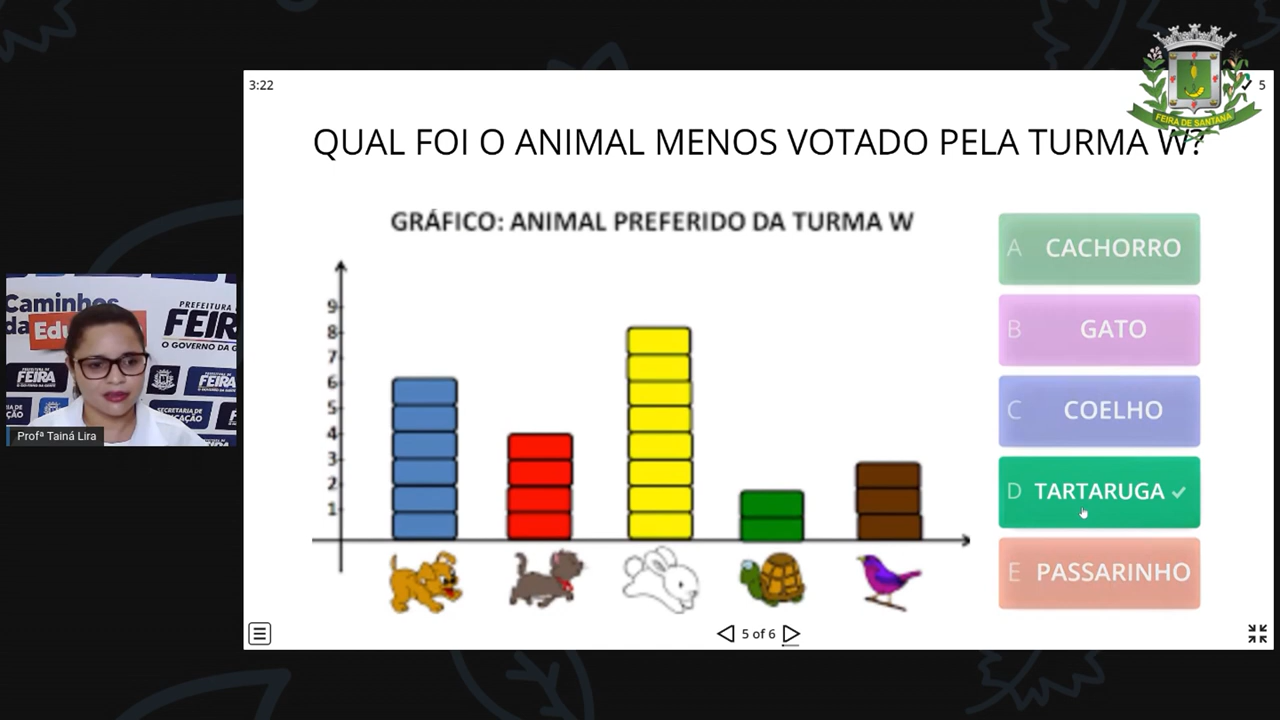 FEIRA DE SANTANA
3:22
5
QUAL FOI O ANIMAL MENOS VOTADO PELA TURMA W?
GRÁFICO: ANIMAL PREFERIDO DA TURMA W
9
8
7
6
5
4
3
2
1
A CACHORRO
B GATO
C COELHO
D TARTARUGA
E PASSARINHO
5 of 6
Caminhos
da Edu
PREFEITURA
FEIR
O GOVERNO DA G
FEIRA
FEIRA
SECRETARIA DE
Profª Tainá Lira